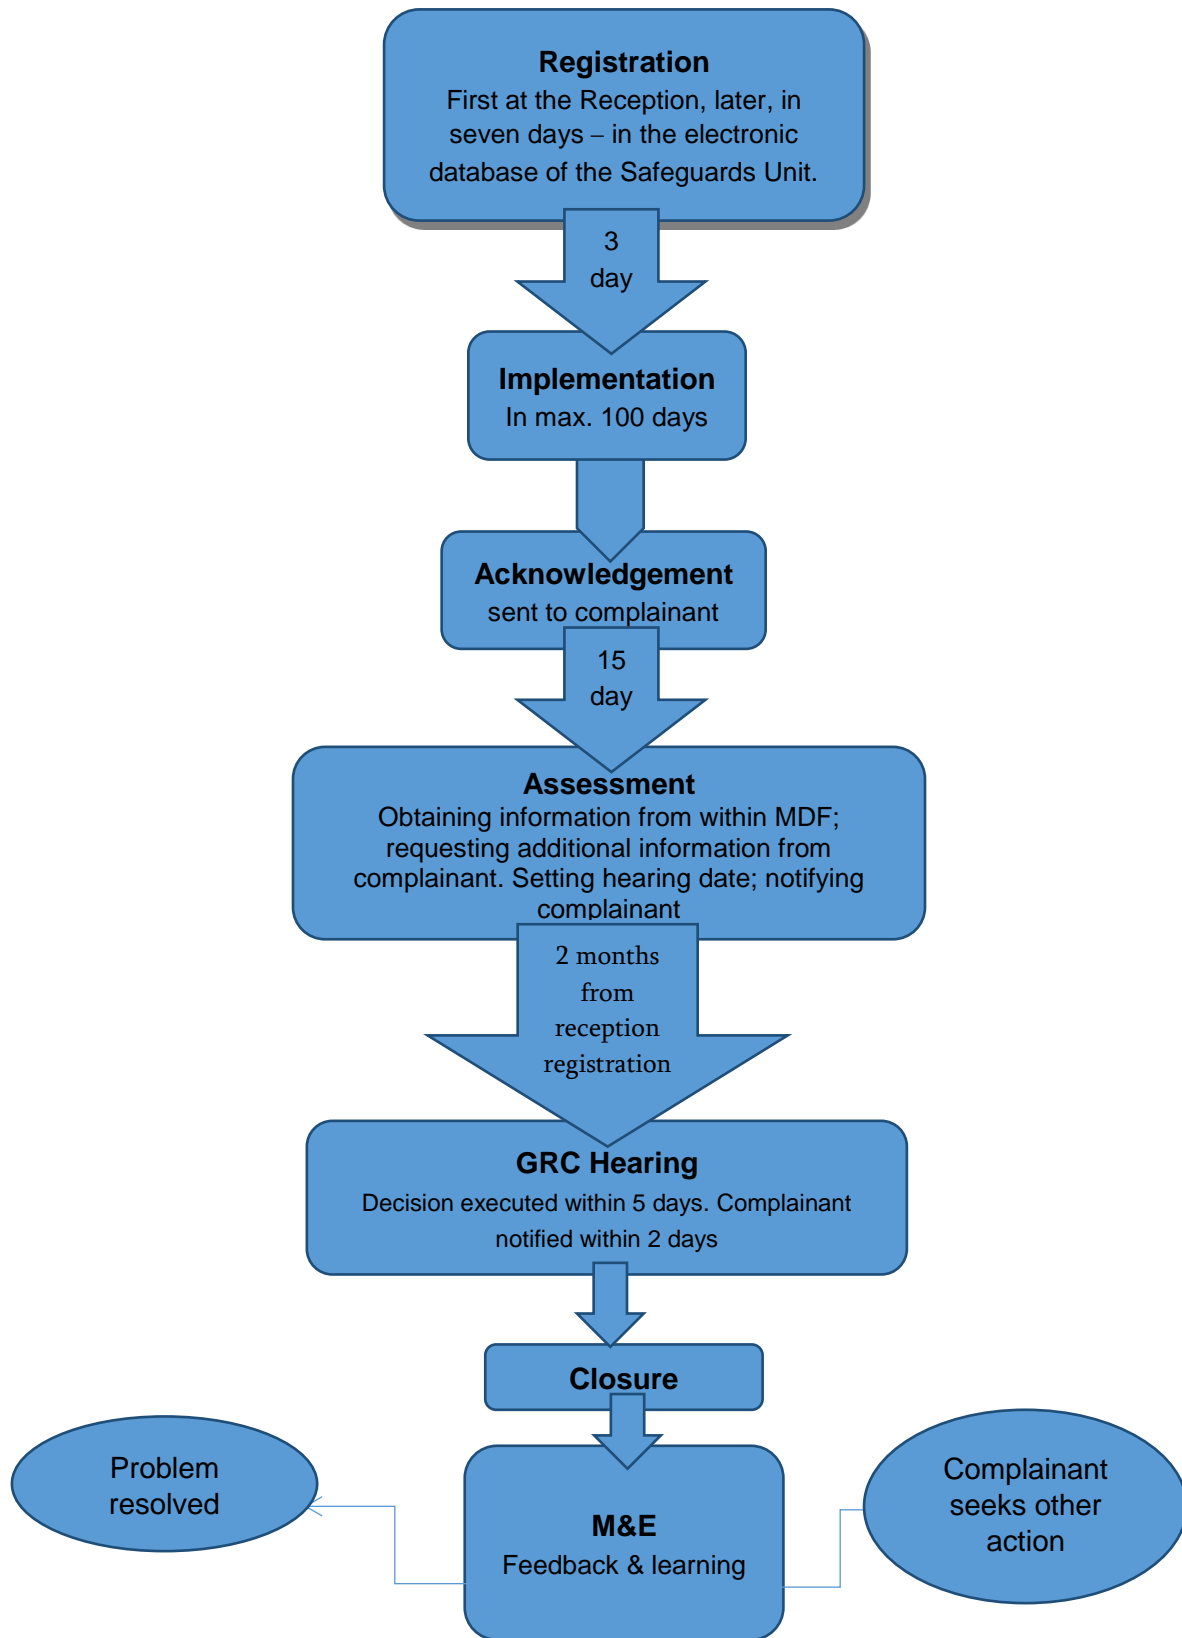 Registration
First at the Reception, later, in
seven days – in the electronic
database of the Safeguards Unit.
3
day
Implementation
In max. 100 days
Acknowledgement
sent to complainant
15
day
Assessment
Obtaining information from within MDF;
requesting additional information from
complainant. Setting hearing date; notifying
complainant
2 months
from
reception
registration
GRC Hearing
Decision executed within 5 days. Complainant
notified within 2 days
Closure
Problem
resolved
M&E
Feedback & learning
Complainant
seeks other
action